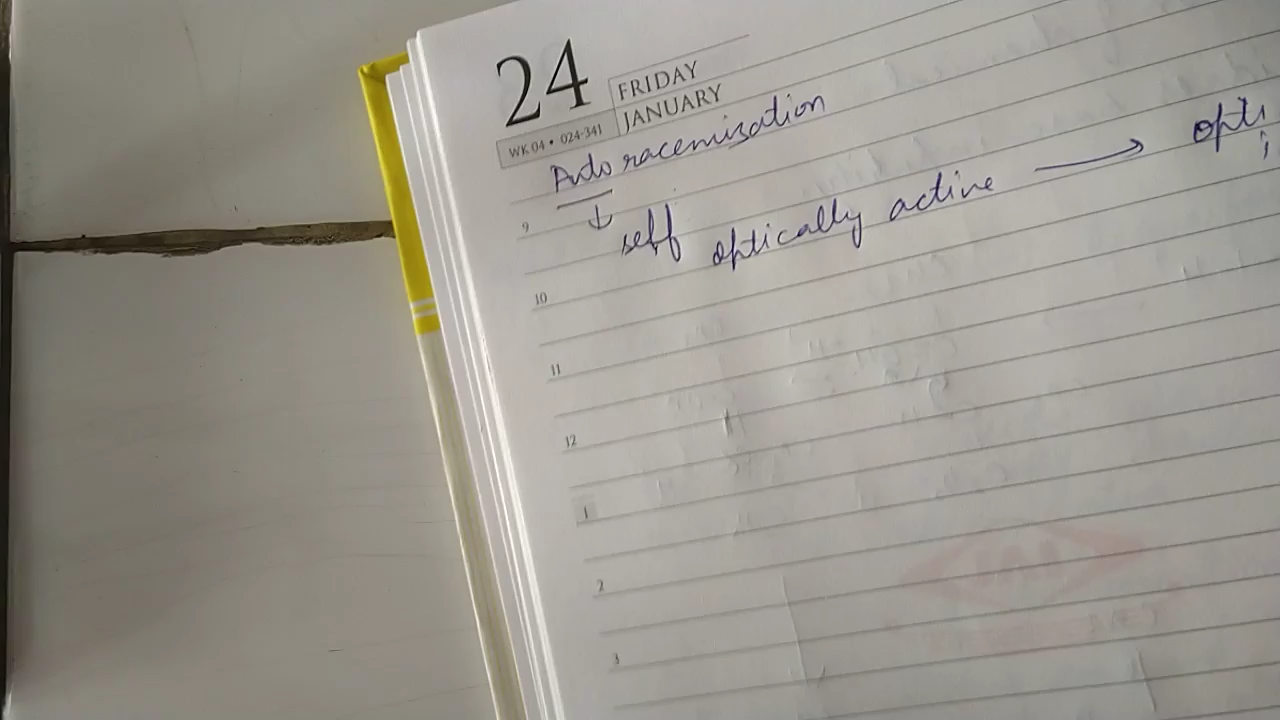 24
FRIDAY
JANUARY
WK 04 • 024-341
Auto racemisation
9
↓ self optically active → opti
10
11
12
1
2
3